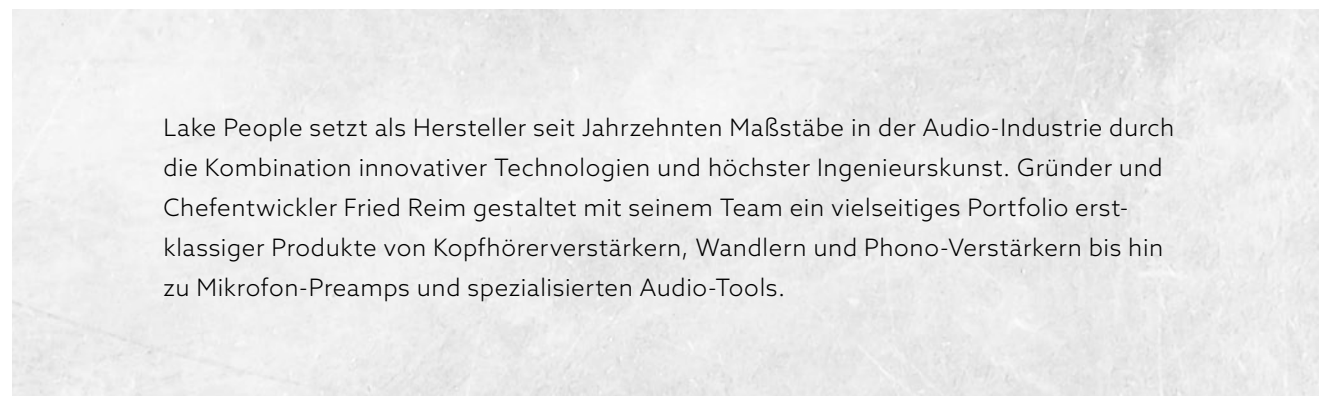 Lake People setzt als Hersteller seit Jahrzehnten Maßstäbe in der Audio-Industrie durch
die Kombination innovativer Technologien und höchster Ingenieurskunst. Gründer und
Chefentwickler Fried Reim gestaltet mit seinem Team ein vielseitiges Portfolio erst-
klassiger Produkte von Kopfhörerverstärkern, Wandlern und Phono-Verstärkern bis hin
zu Mikrofon-Preamps und spezialisierten Audio-Tools.